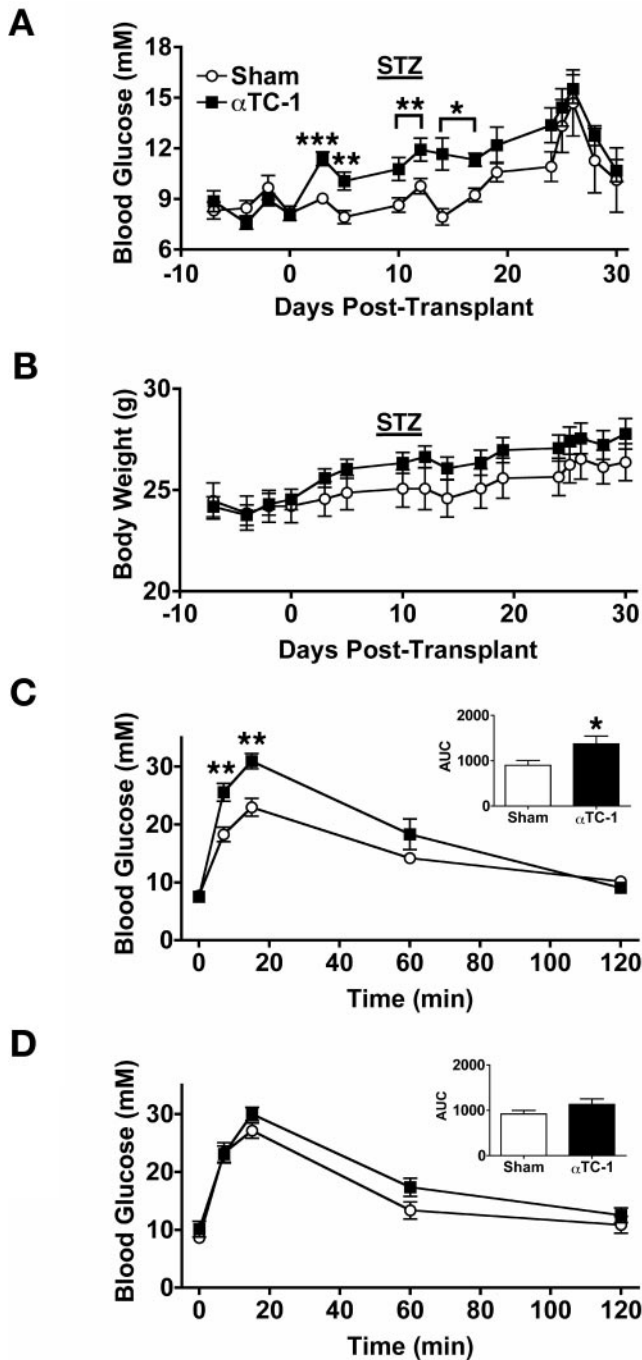 A
Blood Glucose (mM)
18
15
12
9
6
Sham
αTC-1
***
**
STZ
**
*
-10 0 10 20 30
Days Post-Transplant
B
Body Weight (g)
30
25
20
STZ
-10 0 10 20 30
Days Post-Transplant
C
Blood Glucose (mM)
30
20
10
0
**
**
AUC
2000
1000
0
*
Sham αTC-1
0 20 40 60 80 100 120
Time (min)
D
Blood Glucose (mM)
30
20
10
0
AUC
2000
1000
0
Sham αTC-1
0 20 40 60 80 100 120
Time (min)